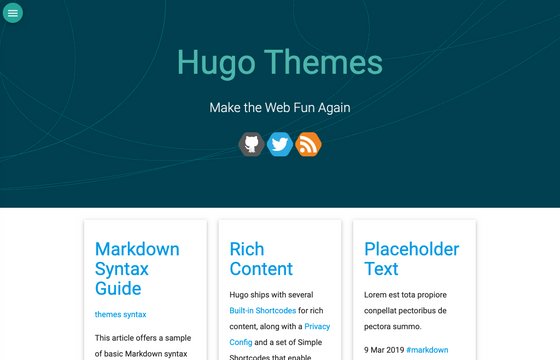 Hugo Themes
Make the Web Fun Again
Markdown
Syntax
Guide
themes syntax
This article offers a sample
of basic Markdown syntax
Rich
Content
Hugo ships with several
Built-in Shortcodes for rich
content, along with a Privacy
Config and a set of Simple
Shortcodes that enable
Placeholder
Text
Lorem est tota propiore
conpellat pectoribus de
pectora summo.
9 Mar 2019 #markdown